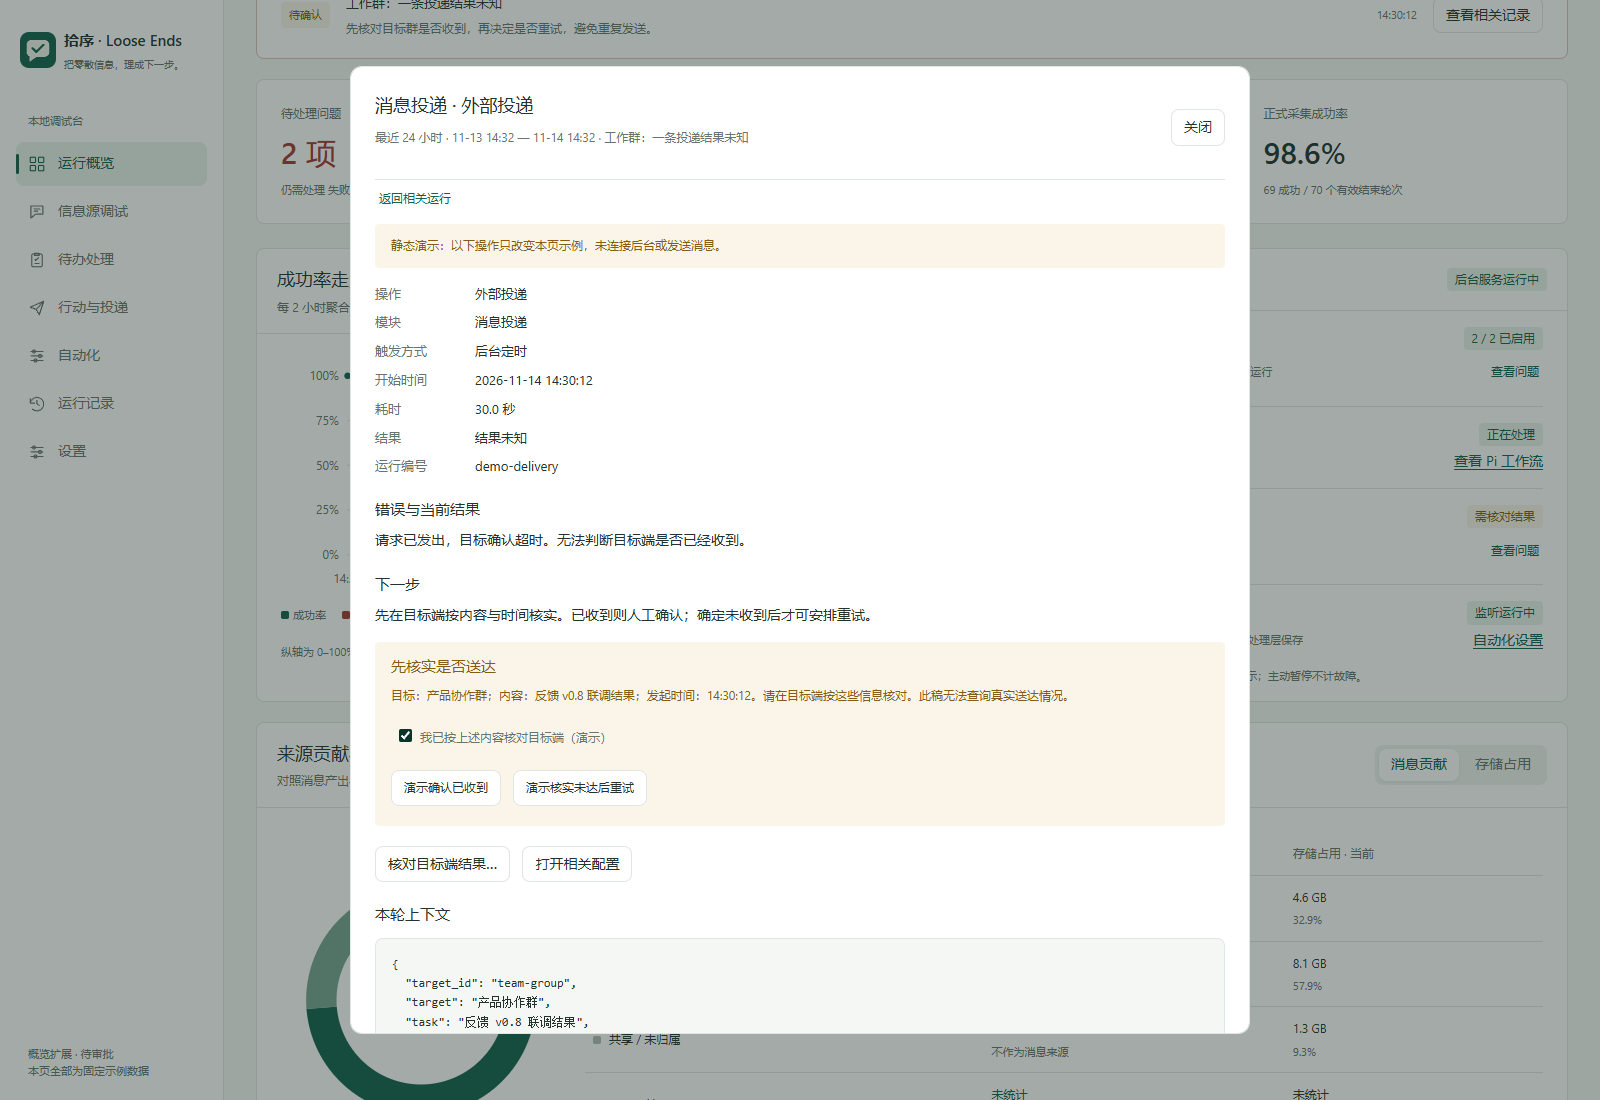 拾序 · Loose Ends
把零散信息，理成下一步。
本地调试台
运行概览
信息源调试
待办处理
行动与投递
自动化
运行记录
设置
概览扩展 · 待审批
本页全部为固定示例数据
待确认
工作群：一条投递结果未知
先核对目标群是否收到，再决定是否重试，避免重复发送。
14:30:12
查看相关记录
待处理问题
2 项
仍需处理 失败
正式采集成功率
98.6%
69 成功 / 70 个有效结束轮次
成功率走
每 2 小时聚合
100%
75%
50%
25%
0%
14:
成功率
纵轴为 0–100%
后台服务运行中
2 / 2 已启用
运行
查看问题
正在处理
查看 Pi 工作流
需核对结果
查看问题
监听运行中
处理层保存
自动化设置
示；主动暂停不计故障。
来源贡献
对照消息产出
消息贡献
存储占用
存储占用 · 当前
4.6 GB
32.9%
8.1 GB
57.9%
共享 / 未归属
不作为消息来源
1.3 GB
9.3%
未统计
未统计
消息投递 · 外部投递
最近 24 小时 · 11-13 14:32 — 11-14 14:32 · 工作群：一条投递结果未知
关闭
返回相关运行
静态演示：以下操作只改变本页示例，未连接后台或发送消息。
操作 外部投递
模块 消息投递
触发方式 后台定时
开始时间 2026-11-14 14:30:12
耗时 30.0 秒
结果 结果未知
运行编号 demo-delivery
错误与当前结果
请求已发出，目标确认超时。无法判断目标端是否已经收到。
下一步
先在目标端按内容与时间核实。已收到则人工确认；确定未收到后才可安排重试。
先核实是否送达
目标：产品协作群；内容：反馈 v0.8 联调结果；发起时间：14:30:12。请在目标端按这些信息核对。此稿无法查询真实送达情况。
我已按上述内容核对目标端（演示）
演示确认已收到
演示核实未达后重试
核对目标端结果...
打开相关配置
本轮上下文
{
"target_id": "team-group",
"target": "产品协作群",
"task": "反馈 v0.8 联调结果",